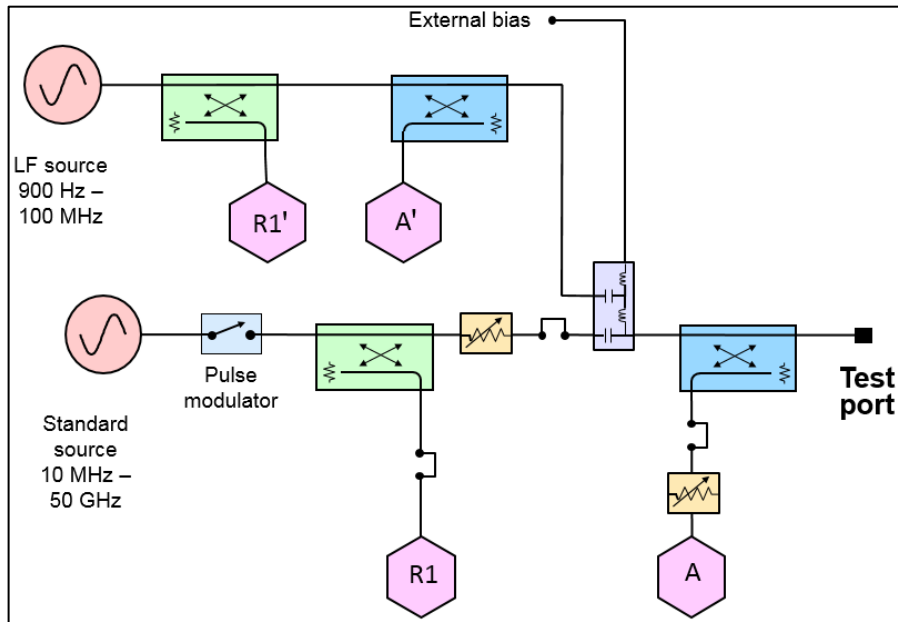 External bias
LF source
900 Hz –
100 MHz
R1'
A'
Pulse
modulator
Standard
source
10 MHz –
50 GHz
Test
port
R1
A